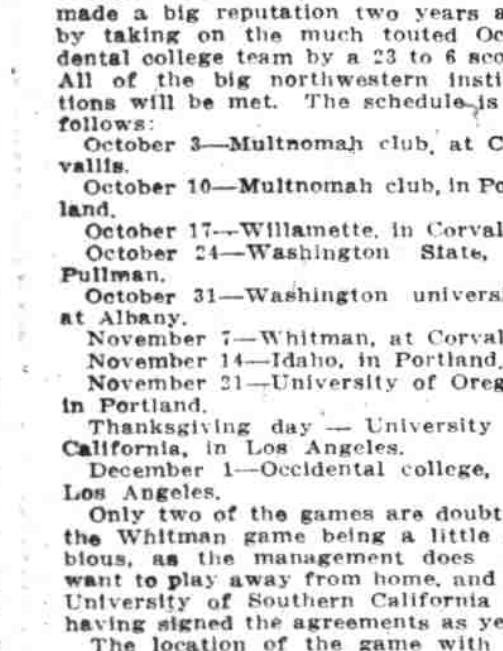 made a big reputation two years a
by taking on the much touted Oc
dental college team by a 23 to 6 sco
All of the big northwestern insti
tions will be met. The schedule is
follows:
October 3—Multnomah club, at C
vallis.
October 10—Multnomah club, in Po
land.
October 17—Willamette, in Corval
October 24—Washington State,
Pullman.
October 31—Washington universi
at Albany.
November 7—Whitman, at Corval
November 14—Idaho, in Portland.
November 21—University of Oreg
in Portland.
Thanksgiving day — University
California, in Los Angeles.
December 1—Occidental college,
Los Angeles.
Only two of the games are doubt
the Whitman game being a little
bious, as the management does
want to play away from home, and
University of Southern California
having signed the agreements as ye
The location of the game with